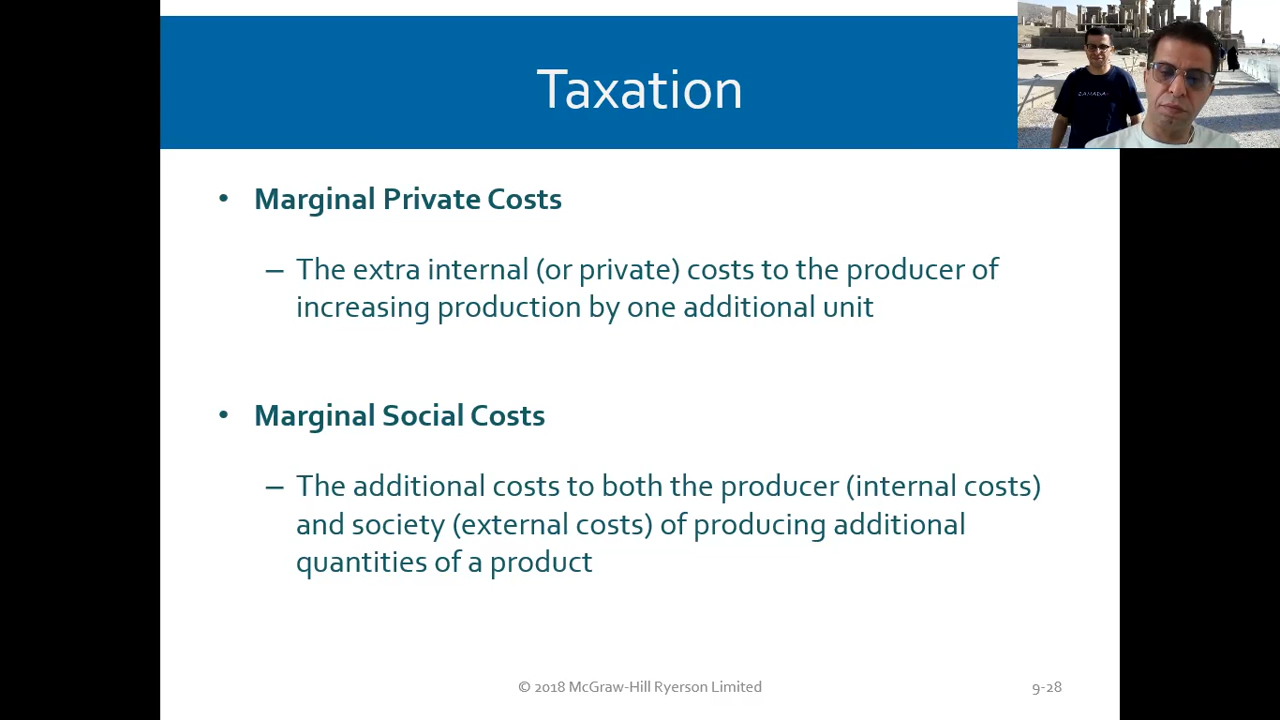 Taxation
• Marginal Private Costs
– The extra internal (or private) costs to the producer of
increasing production by one additional unit
• Marginal Social Costs
– The additional costs to both the producer (internal costs)
and society (external costs) of producing additional
quantities of a product
© 2018 McGraw-Hill Ryerson Limited
9-28